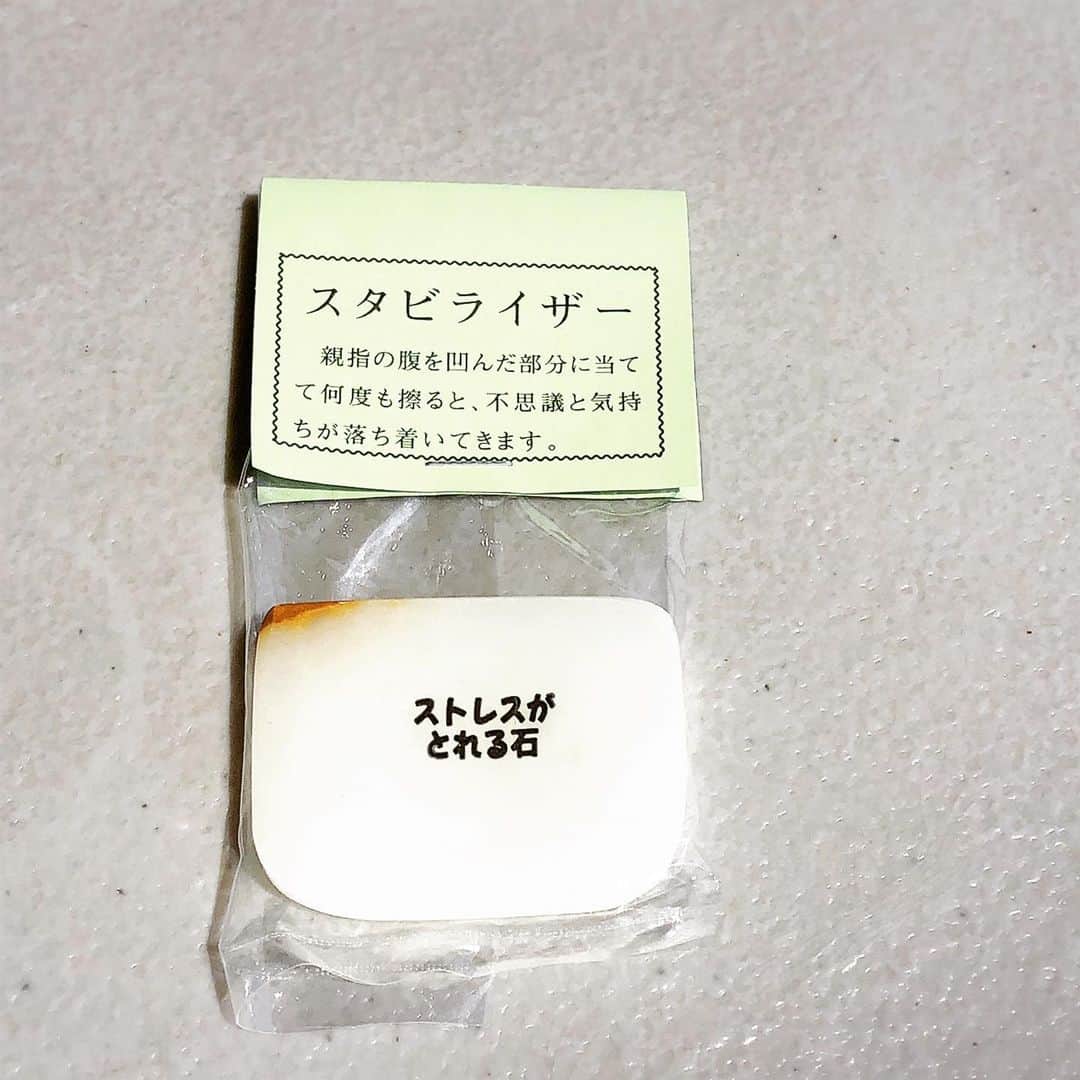 スタビライザー
親指の腹を凹んだ部分に当て
て何度も擦ると、不思議と気持
ちが落ち着いてきます。
ストレスが
とれる石